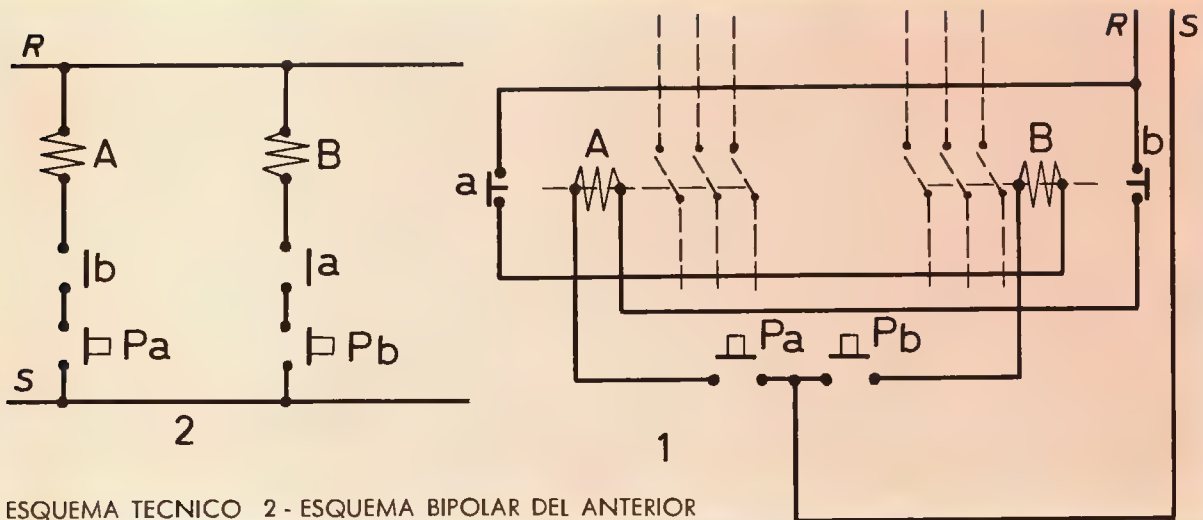 R
A
B
b
a
Pa
Pb
S
2
R
S
A
B
b
a
Pa
Pb
1
ESQUEMA TECNICO 2 - ESQUEMA BIPOLAR DEL ANTERIOR